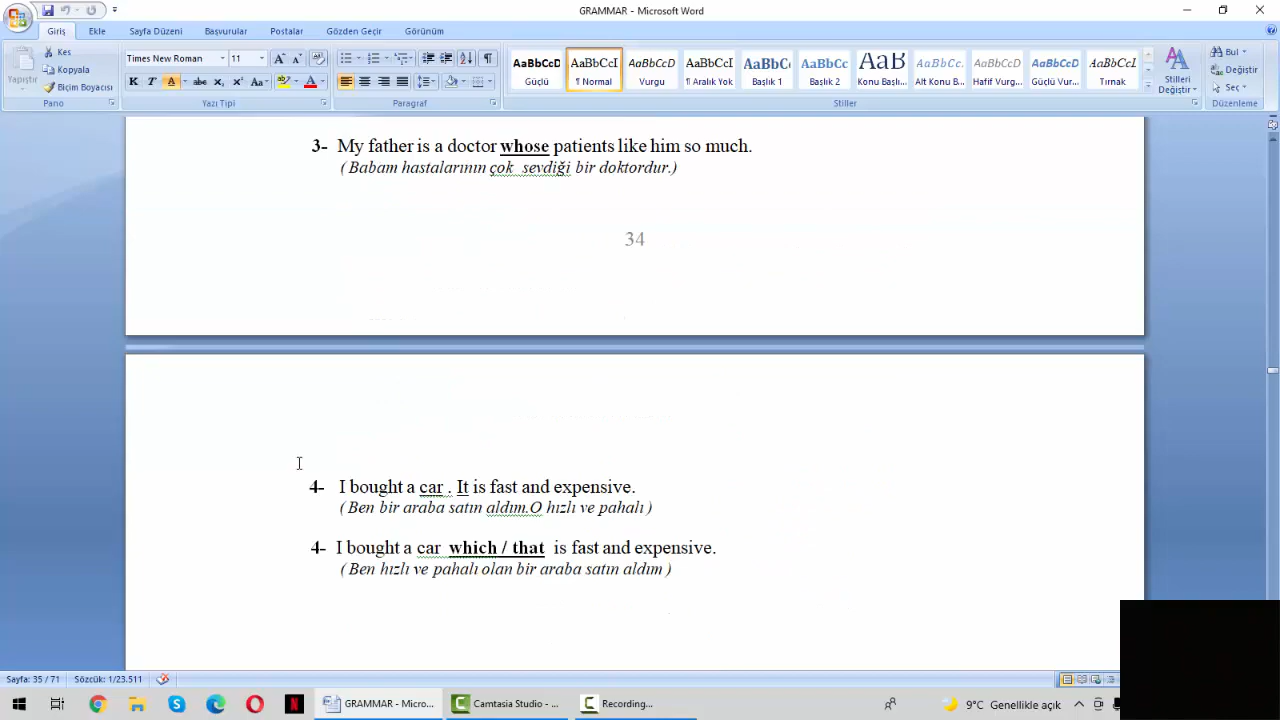 GRAMMAR - Microsoft Word
Giriş Ekle Sayfa Düzeni Başvurular Postalar Gözden Geçir Görünüm
Yapıştır
Kes
Kopyala
Biçim Boyacısı
Pano
Times New Roman 11
K T A abc x₂ x² Aa
Yazı Tipi
Paragraf
AaBbCcD AaBbCcI AaBbCcD AaBbCcI AaBbC AaBbCc AaB AaBbCc. AaBbCcD AaBbCcD AaBbCcI
Güçlü ¶ Normal Vurgu ¶ Aralık Yok Başlık 1 Başlık 2 Konu Başlı... Alt Konu B... Hafif Vurg... Güçlü Vur... Tırnak
Stiller
Stilleri Değiştir
Bul
Değiştir
Seç
Düzenleme
3- My father is a doctor whose patients like him so much.
( Babam hastalarının çok sevdiği bir doktordur.)
34
4- I bought a car . It is fast and expensive.
( Ben bir araba satın aldım.O hızlı ve pahalı )
4- I bought a car which / that is fast and expensive.
( Ben hızlı ve pahalı olan bir araba satın aldım )
Sayfa: 35 / 71 Sözcük: 1/23.511
GRAMMAR - Micro... Camtasia Studio - ... Recording... 9°C Genellikle açık